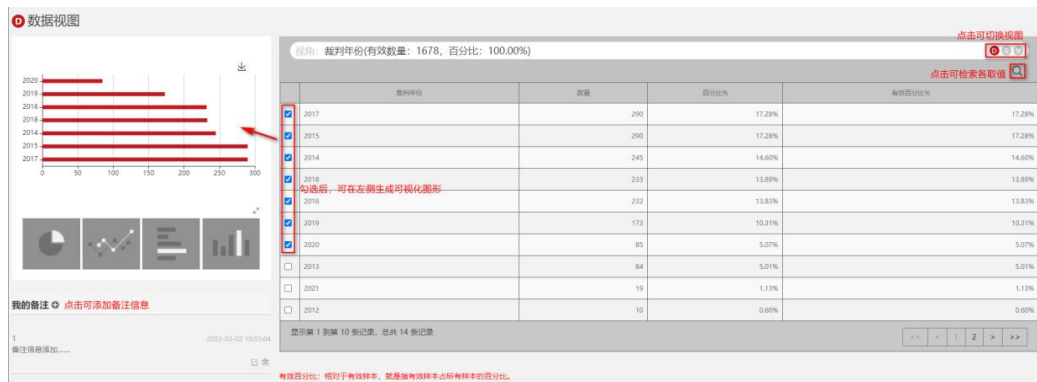 D 数据视图
点击可切换视图
视角: 裁判年份(有效数量: 1678, 百分比: 100.00%)
D S V
点击可检索各取值
裁判年份 数量 百分比% 有效百分比%
2017 290 17.28% 17.28%
2015 290 17.28% 17.28%
2014 245 14.60% 14.60%
2018 233 13.89% 13.89%
勾选后，可在左侧生成可视化图形
2016 232 13.83% 13.83%
2019 173 10.31% 10.31%
2020 85 5.07% 5.07%
2013 84 5.01% 5.01%
2021 19 1.13% 1.13%
2012 10 0.60% 0.60%
显示第 1 到第 10 条记录，总共 14 条记录
<< < 1 2 > >>
有效百分比：相对于有效样本，就是指有效样本占所有样本的百分比。
2020
2019
2016
2018
2014
2015
2017
0 50 100 150 200 250 300
我的备注 点击可添加备注信息
1 2022-03-03 10:55:04
备注信息添加......